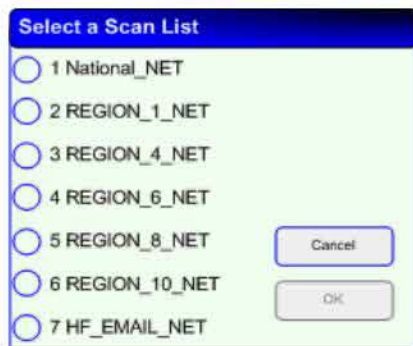 Select a Scan List
1 National_NET
2 REGION_1_NET
3 REGION_4_NET
4 REGION_6_NET
5 REGION_8_NET
Cancel
6 REGION_10_NET
OK
7 HF_EMAIL_NET